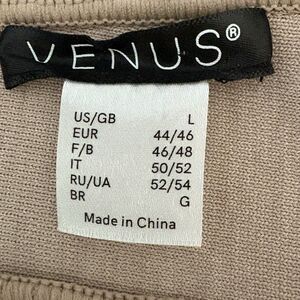 VENUS®
US/GB L
EUR 44/46
F/B 46/48
IT 50/52
RU/UA 52/54
BR G
Made in China